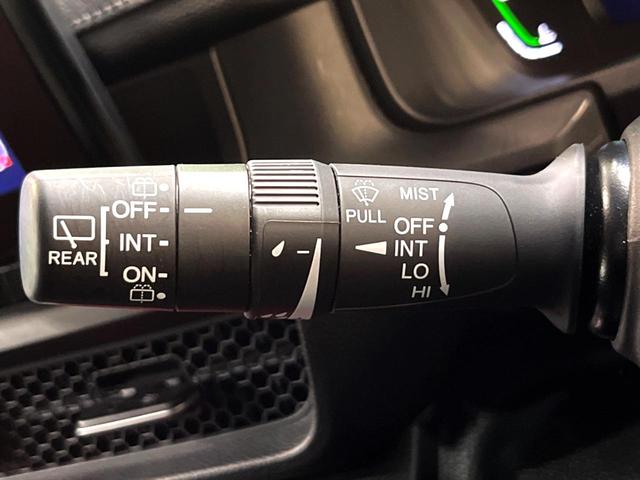 OFF
INT
REAR
ON
MIST
PULL
OFF
INT
LO
HI